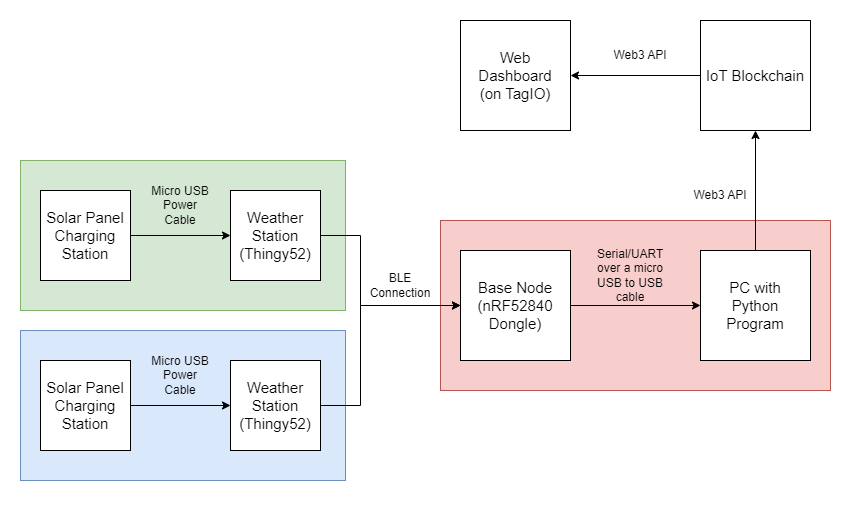 Web
Dashboard
(on TagIO)
Web3 API
IoT Blockchain
Web3 API
Solar Panel
Charging
Station
Micro USB
Power
Cable
Weather
Station
(Thingy52)
BLE
Connection
Base Node
(nRF52840
Dongle)
Serial/UART
over a micro
USB to USB
cable
PC with
Python
Program
Solar Panel
Charging
Station
Micro USB
Power
Cable
Weather
Station
(Thingy52)